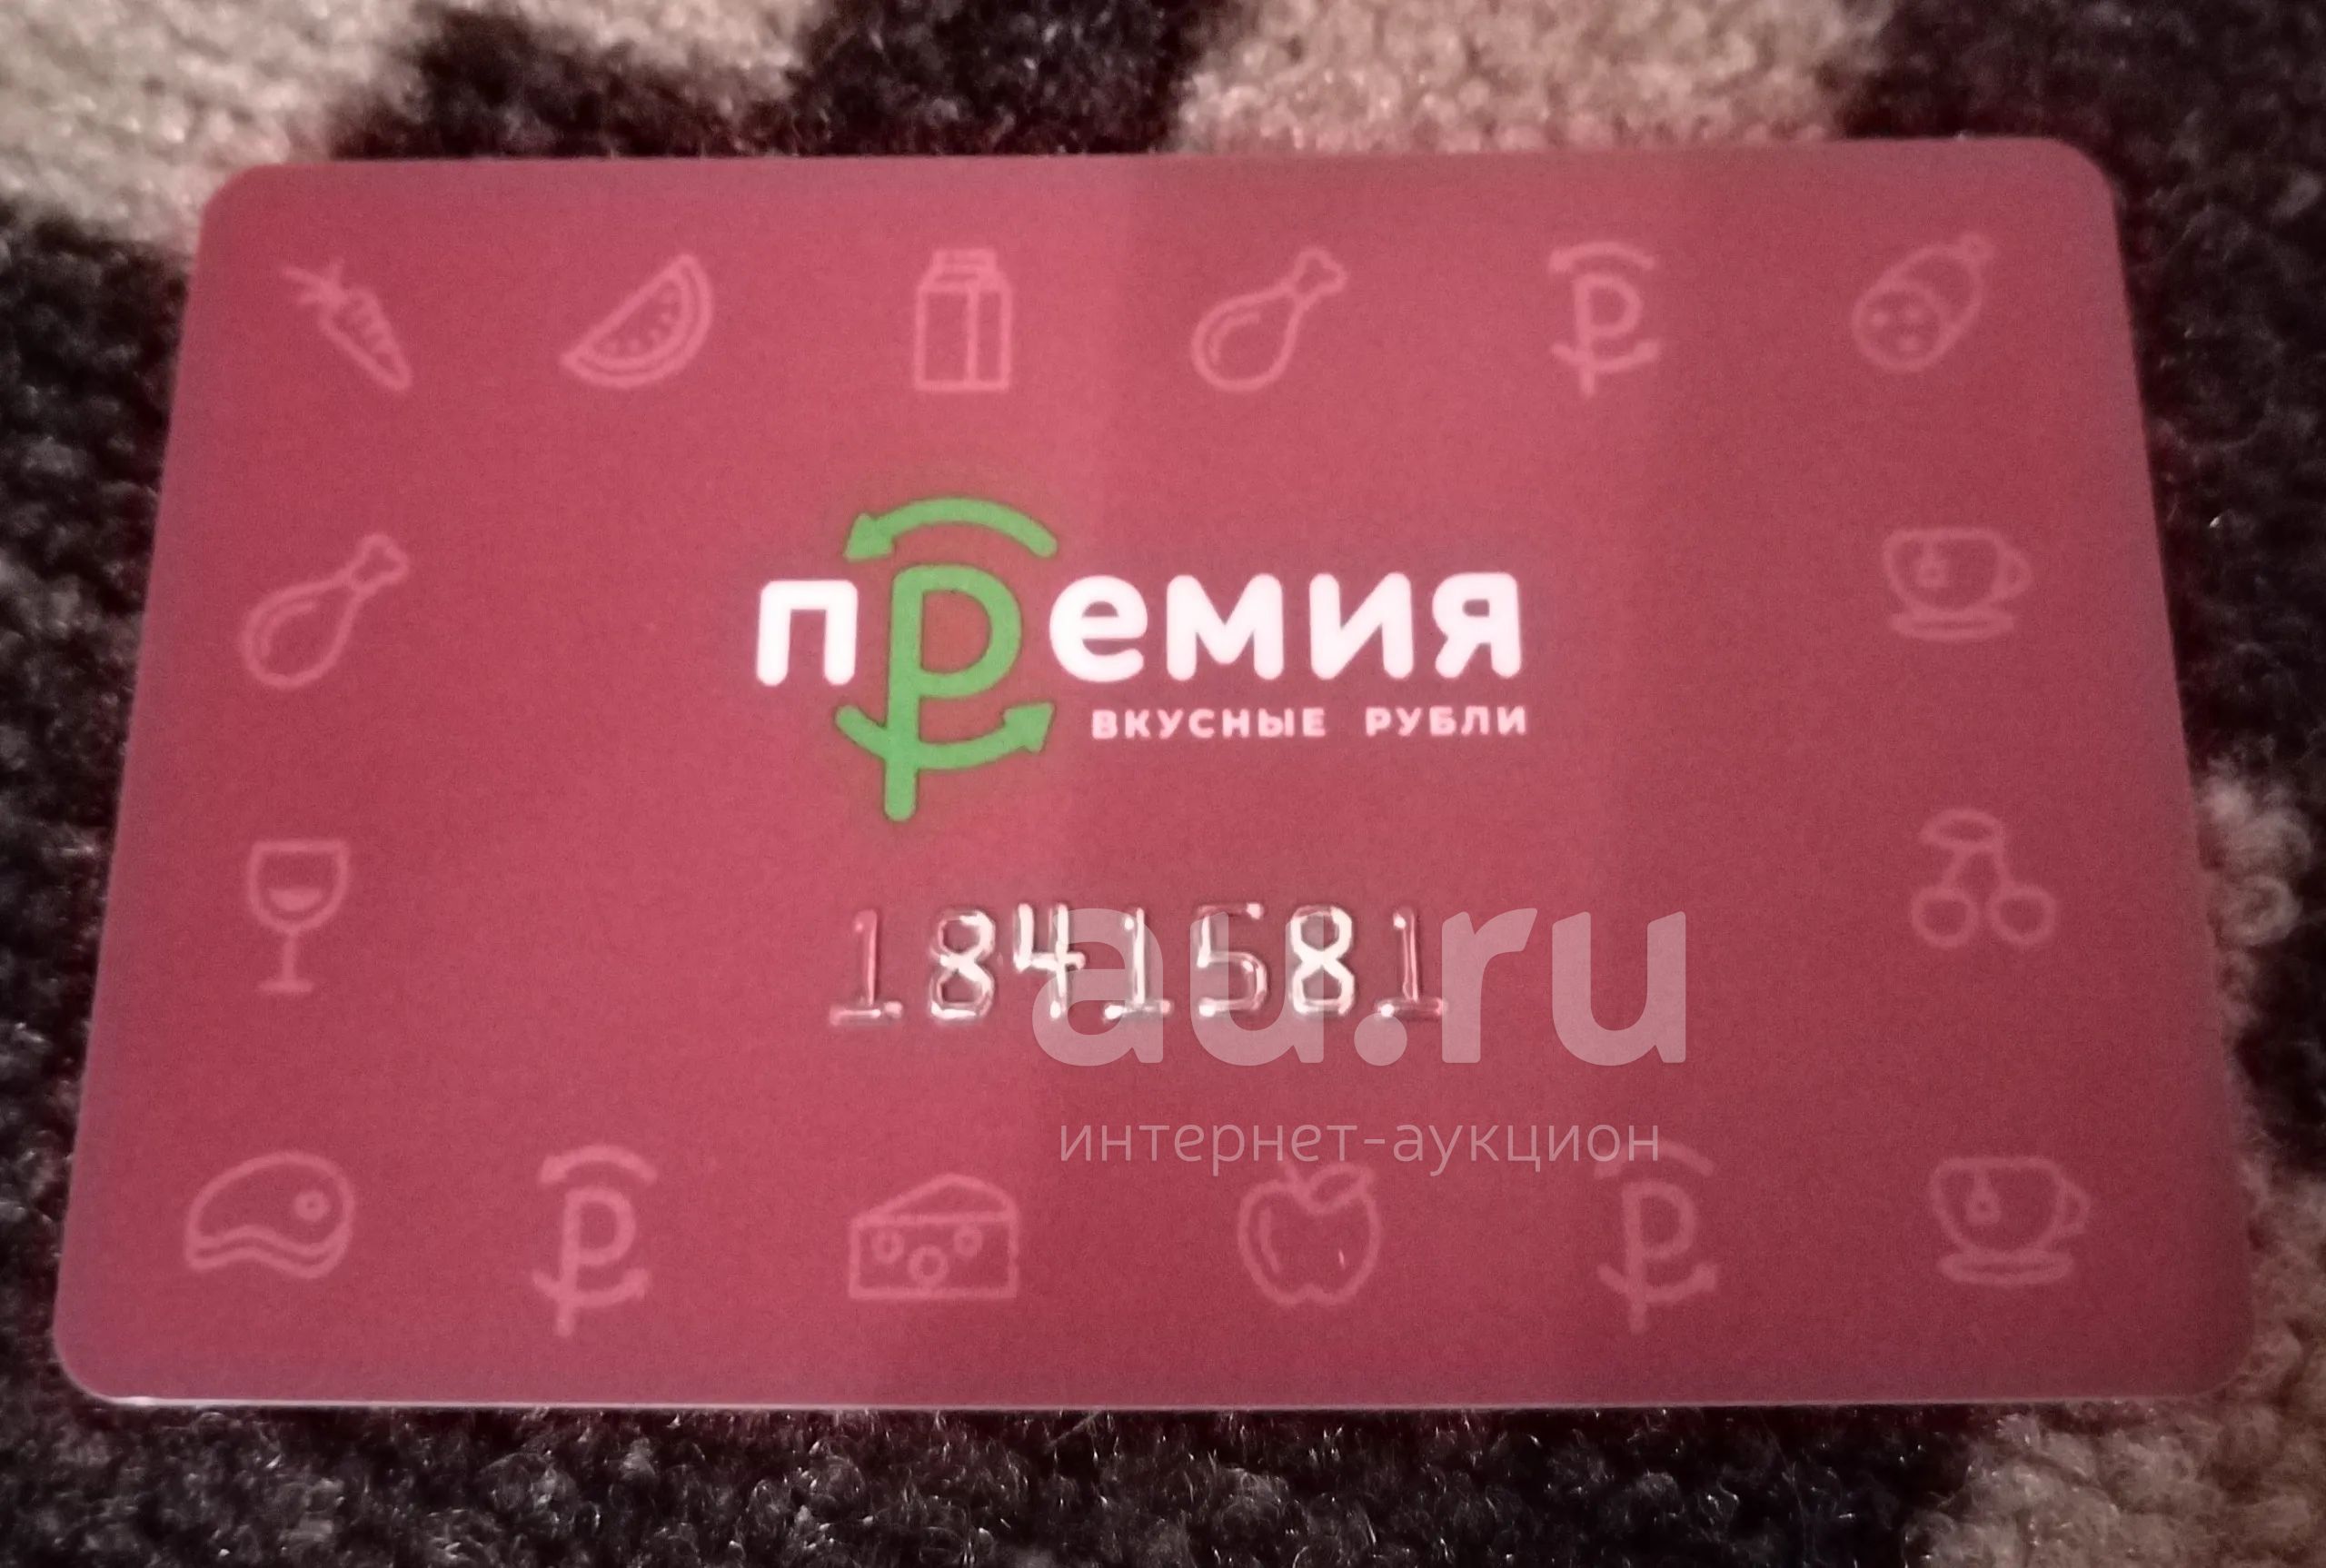 премия
ВКУСНЫЕ РУБЛИ
1841581
au.ru
интернет-аукцион